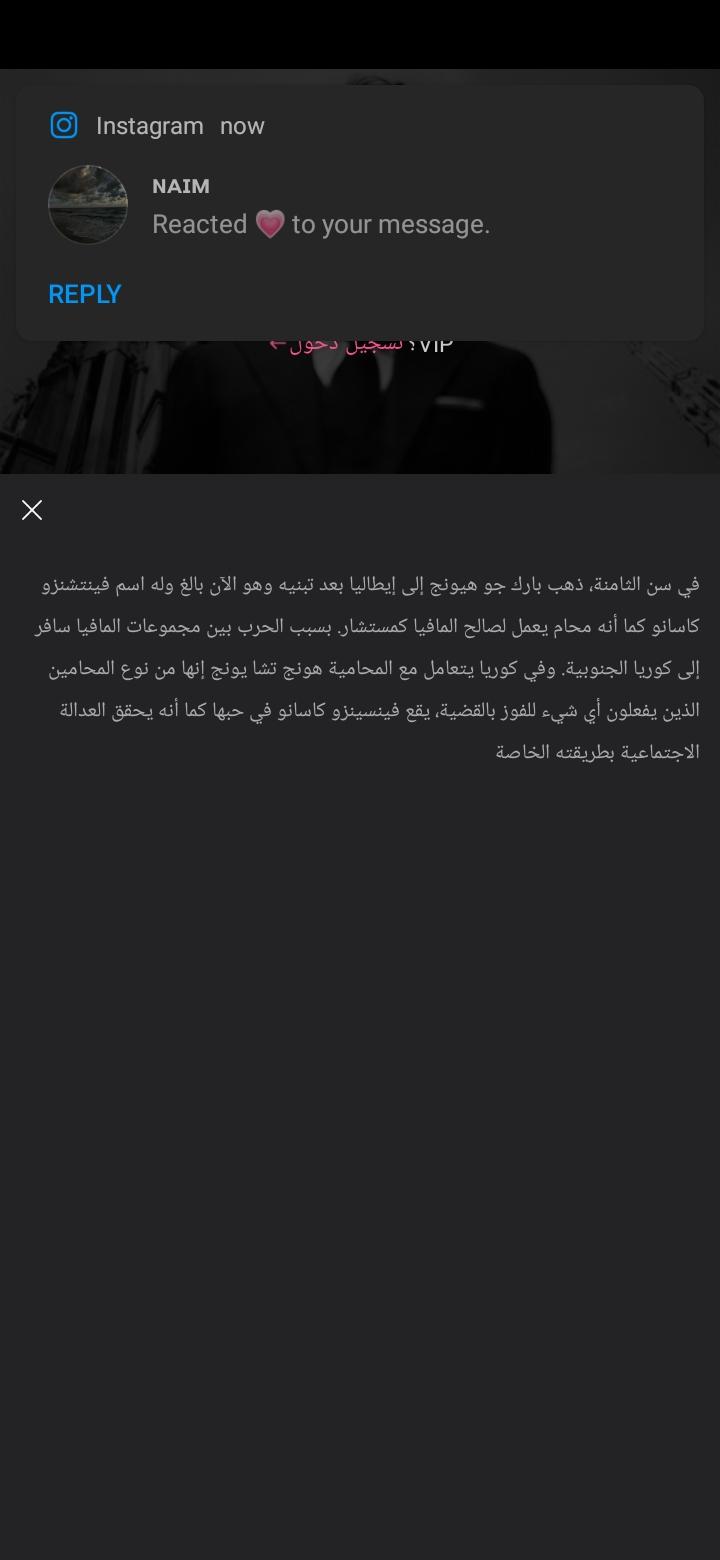 Instagram now
NAIM
Reacted 💗 to your message.
REPLY
VIP؟ تسجيل دخول←
في سن الثامنة، ذهب بارك جو هيونج إلى إيطاليا بعد تبنيه وهو الآن بالغ وله اسم فينتشنزو
كاسانو كما أنه محام يعمل لصالح المافيا كمستشار. بسبب الحرب بين مجموعات المافيا سافر
إلى كوريا الجنوبية. وفي كوريا يتعامل مع المحامية هونج تشا يونج إنها من نوع المحامين
الذين يفعلون أي شيء للفوز بالقضية، يقع فينسينزو كاسانو في حبها كما أنه يحقق العدالة
الاجتماعية بطريقته الخاصة